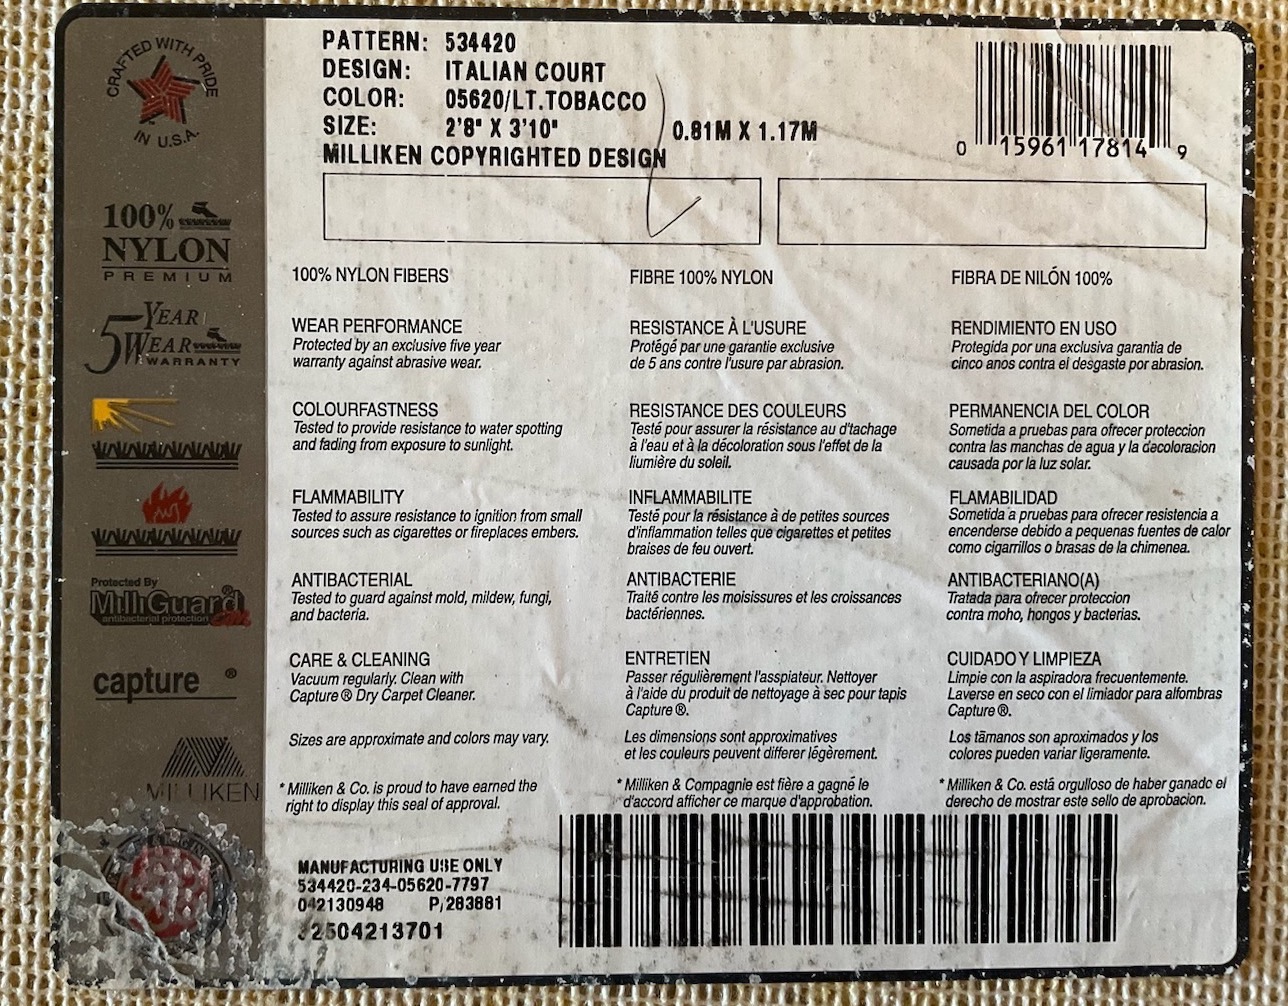 CRAFTED WITH PRIDE
IN U.S.A.
100%
NYLON
PREMIUM
5 YEAR
WEAR
WARRANTY
Protected By
MilliGuard®
antibacterial protection
capture ®
MILLIKEN
PATTERN: 534420
DESIGN: ITALIAN COURT
COLOR: 05620/LT.TOBACCO
SIZE: 2'8" X 3'10" 0.81M X 1.17M
MILLIKEN COPYRIGHTED DESIGN
0 15961 17814 9
100% NYLON FIBERS
WEAR PERFORMANCE
Protected by an exclusive five year
warranty against abrasive wear.
COLOURFASTNESS
Tested to provide resistance to water spotting
and fading from exposure to sunlight.
FLAMMABILITY
Tested to assure resistance to ignition from small
sources such as cigarettes or fireplaces embers.
ANTIBACTERIAL
Tested to guard against mold, mildew, fungi,
and bacteria.
CARE & CLEANING
Vacuum regularly. Clean with
Capture ® Dry Carpet Cleaner.
Sizes are approximate and colors may vary.
* Milliken & Co. is proud to have earned the
right to display this seal of approval.
FIBRE 100% NYLON
RESISTANCE À L'USURE
Protégé par une garantie exclusive
de 5 ans contre l'usure par abrasion.
RESISTANCE DES COULEURS
Testé pour assurer la résistance au d'tachage
à l'eau et à la décoloration sous l'effet de la
liumière du soleil.
INFLAMMABILITE
Testé pour la résistance à de petites sources
d'inflammation telles que cigarettes et petites
braises de feu ouvert.
ANTIBACTERIE
Traité contre les moisissures et les croissances
bactériennes.
ENTRETIEN
Passer régulièrement l'asspiateur. Nettoyer
à l'aide du produit de nettoyage à sec pour tapis
Capture ®.
Les dimensions sont approximatives
et les couleurs peuvent differer légèrement.
* Milliken & Compagnie est fière a gagné le
d'accord afficher ce marque d'approbation.
FIBRA DE NILÓN 100%
RENDIMIENTO EN USO
Protegida por una exclusiva garantia de
cinco anos contra el desgaste por abrasion.
PERMANENCIA DEL COLOR
Sometida a pruebas para ofrecer proteccion
contra las manchas de agua y la decoloracion
causada por la luz solar.
FLAMABILIDAD
Sometida a pruebas para ofrecer resistencia a
encenderse debido a pequenas fuentes de calor
como cigarrillos o brasas de la chimenea.
ANTIBACTERIANO(A)
Tratada para ofrecer proteccion
contra moho, hongos y bacterias.
CUIDADO Y LIMPIEZA
Limpie con la aspiradora frecuentemente.
Laverse en seco con el limiador para alfombras
Capture ®.
Los tãmanos son aproximados y los
colores pueden variar ligeramente.
* Milliken & Co. está orgulloso de haber ganado el
derecho de mostrar este sello de aprobacion.
MANUFACTURING USE ONLY
534420-234-05620-7797
042130948 P/283881
2504213701